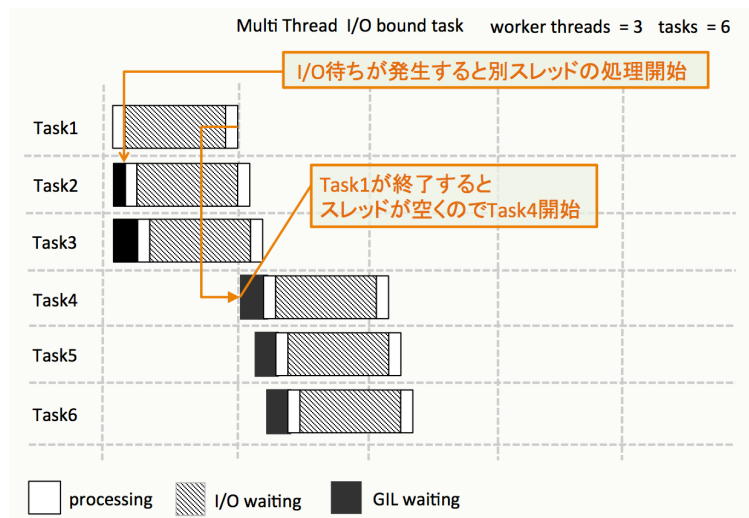 Multi Thread I/O bound task worker threads = 3 tasks = 6
I/O待ちが発生すると別スレッドの処理開始
Task1
Task2
Task1が終了すると
スレッドが空くのでTask4開始
Task3
Task4
Task5
Task6
processing
I/O waiting
GIL waiting